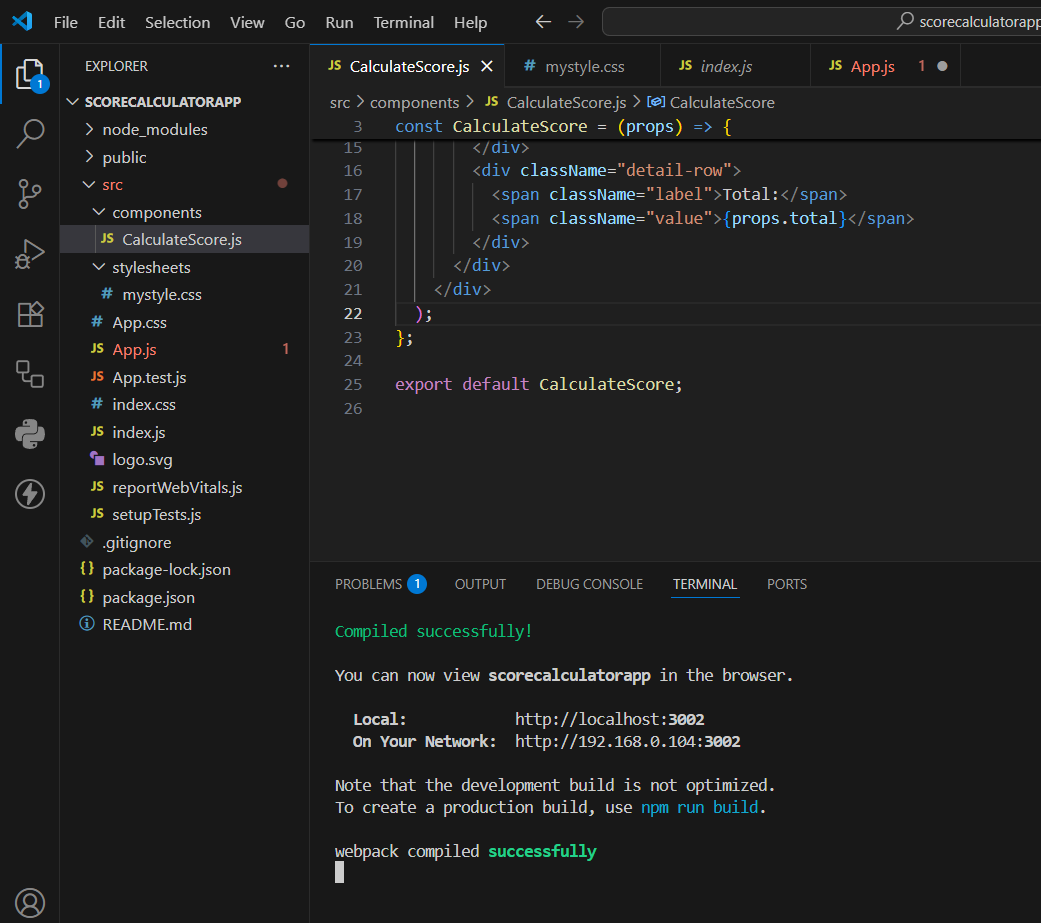 File Edit Selection View Go Run Terminal Help scorecalculatorapp
EXPLORER
SCORECALCULATORAPP
node_modules
public
src
components
JS CalculateScore.js
stylesheets
# mystyle.css
# App.css
JS App.js 1
JS App.test.js
# index.css
JS index.js
logo.svg
JS reportWebVitals.js
JS setupTests.js
.gitignore
{} package-lock.json
{} package.json
README.md
1
JS CalculateScore.js # mystyle.css JS index.js JS App.js 1
src > components > JS CalculateScore.js > CalculateScore
3 const CalculateScore = (props) => {
15 </div>
16 <div className="detail-row">
17 <span className="label">Total:</span>
18 <span className="value">{props.total}</span>
19 </div>
20 </div>
21 </div>
22 );
23 };
24
25 export default CalculateScore;
26
PROBLEMS 1 OUTPUT DEBUG CONSOLE TERMINAL PORTS
Compiled successfully!
You can now view scorecalculatorapp in the browser.
Local: http://localhost:3002
On Your Network: http://192.168.0.104:3002
Note that the development build is not optimized.
To create a production build, use npm run build.
webpack compiled successfully